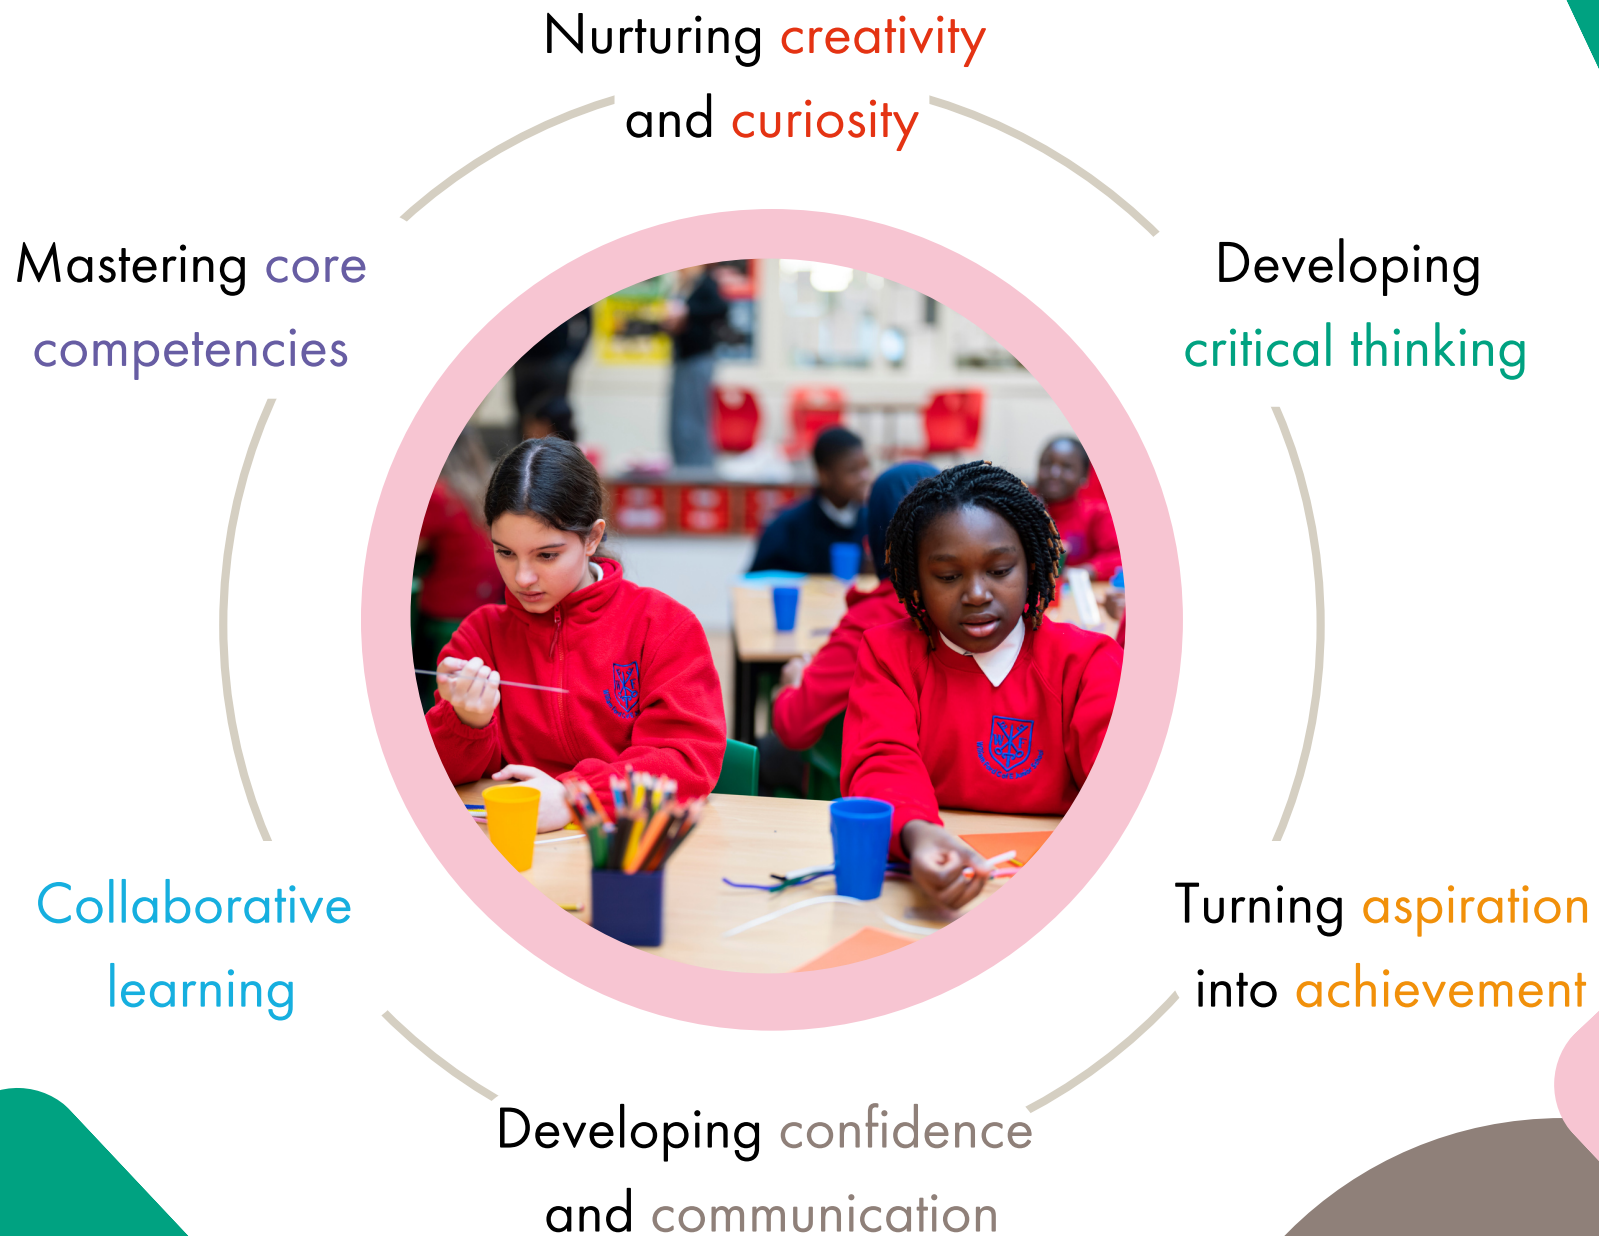 Nurturing creativity
and curiosity
Mastering core
competencies
Developing
critical thinking
Collaborative
learning
Turning aspiration
into achievement
Developing confidence
and communication